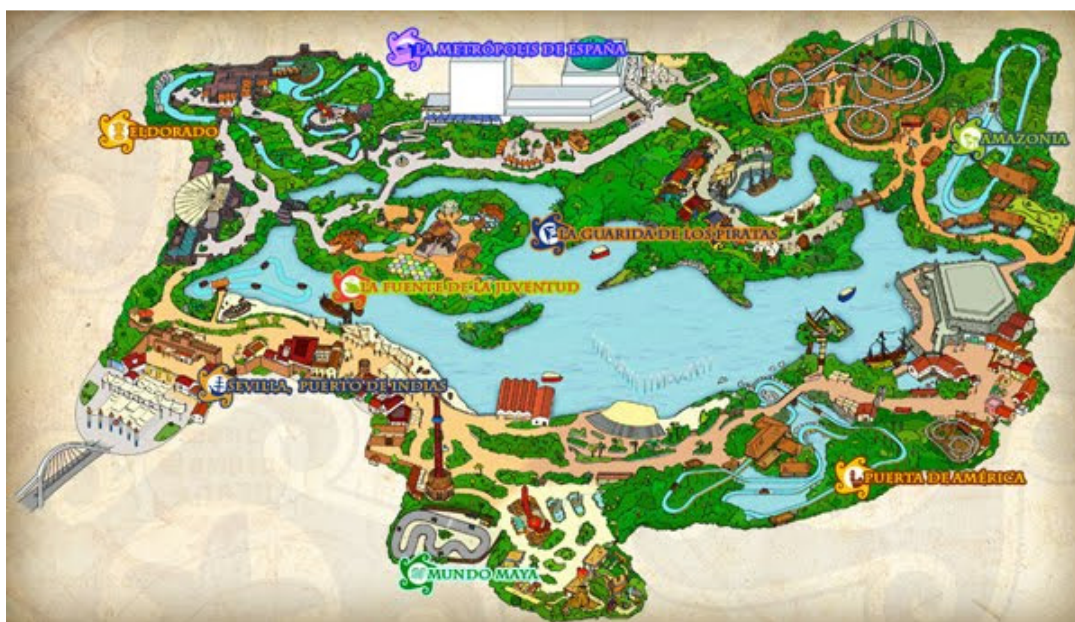 LA METRÓPOLIS DE ESPAÑA
ELDORADO
AMAZONIA
LA GUARIDA DE LOS PIRATAS
LA FUENTE DE LA JUVENTUD
SEVILLA, PUERTO DE INDIAS
PUERTA DE AMÉRICA
MUNDO MAYA